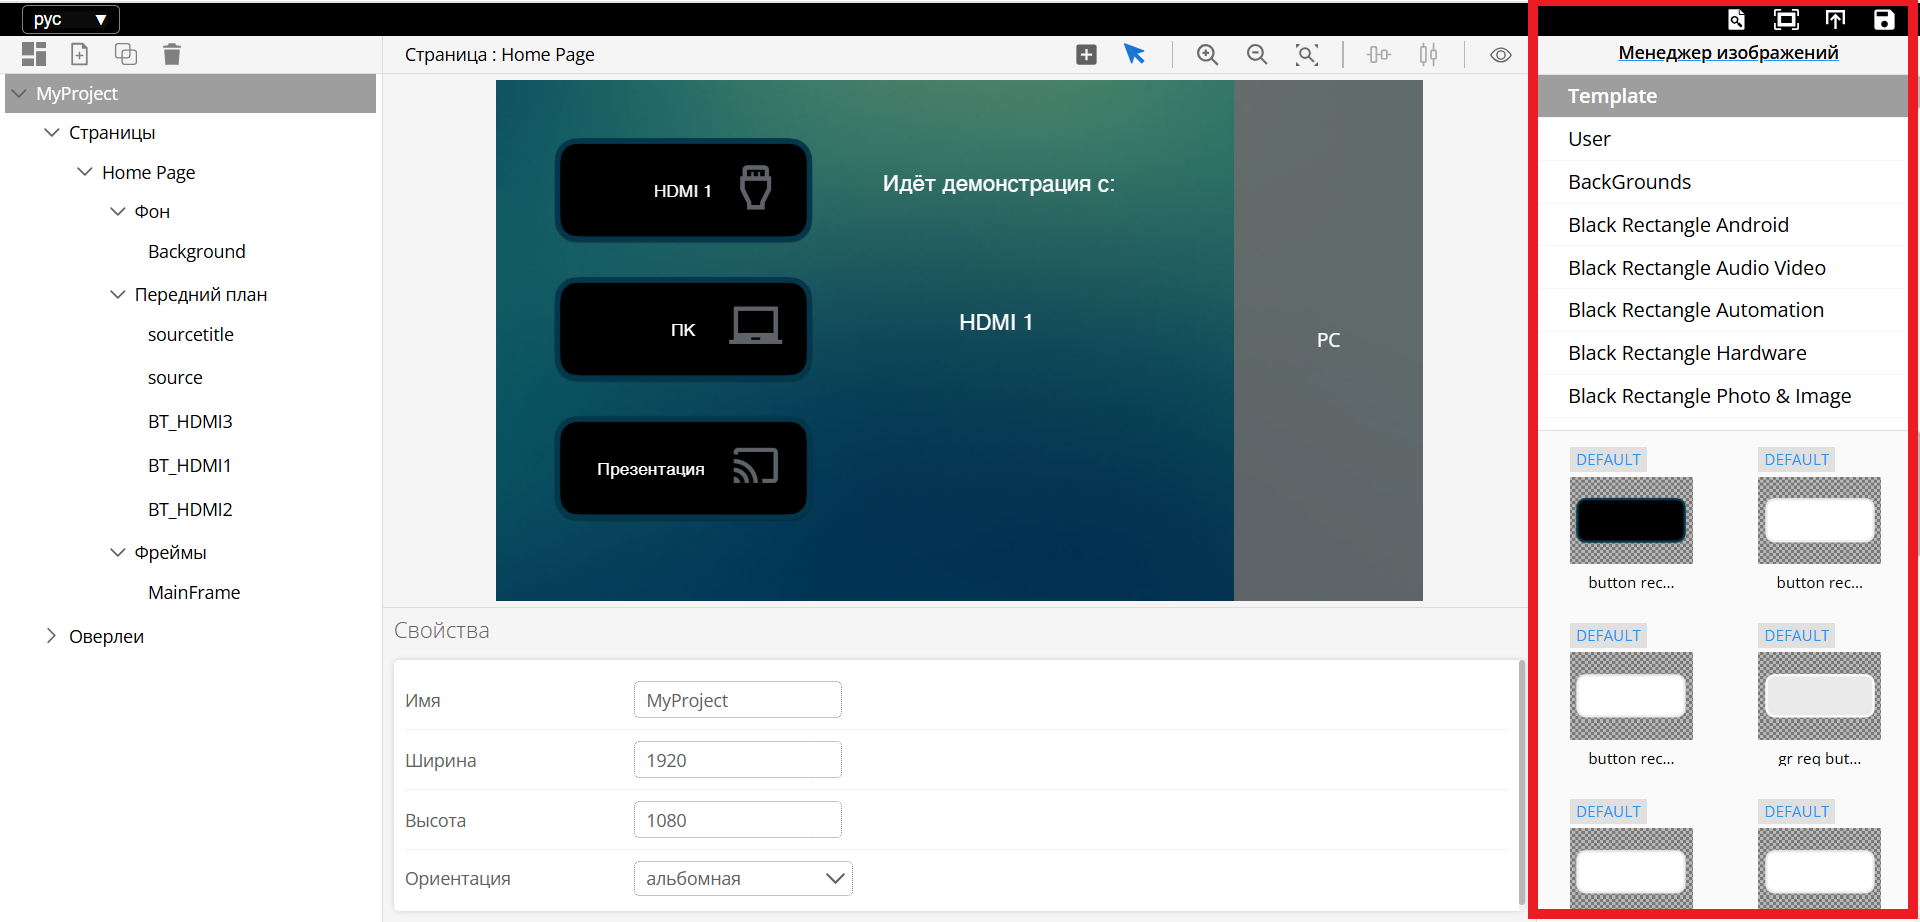 рус ▼
Менеджер изображений
Страница : Home Page
MyProject
Страницы
Home Page
Фон
Background
Передний план
sourcetitle
source
BT_HDMI3
BT_HDMI1
BT_HDMI2
Фреймы
MainFrame
Оверлеи
HDMI 1
ПК
Презентация
Идёт демонстрация с:
HDMI 1
PC
Свойства
Имя
MyProject
Ширина
1920
Высота
1080
Ориентация
альбомная
Template
User
BackGrounds
Black Rectangle Android
Black Rectangle Audio Video
Black Rectangle Automation
Black Rectangle Hardware
Black Rectangle Photo & Image
DEFAULT
DEFAULT
button rec...
button rec...
DEFAULT
DEFAULT
button rec...
gr reg but...
DEFAULT
DEFAULT